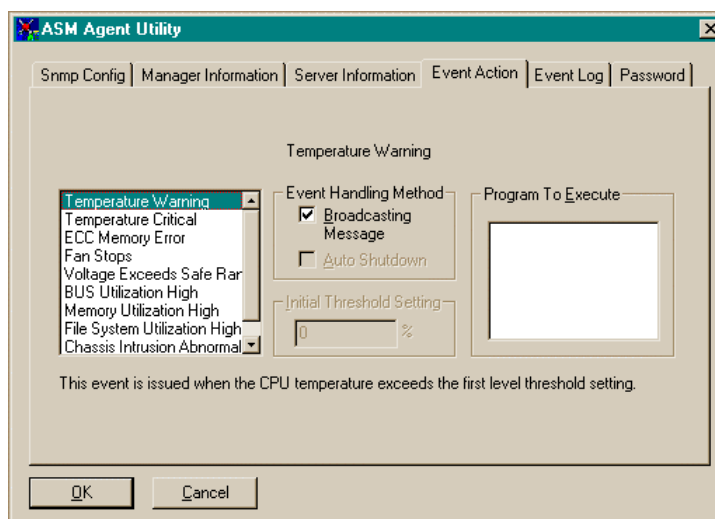 ASM Agent Utility
Snmp Config Manager Information Server Information Event Action Event Log Password
Temperature Warning
Temperature Warning
Temperature Critical
ECC Memory Error
Fan Stops
Voltage Exceeds Safe Ran
BUS Utilization High
Memory Utilization High
File System Utilization High
Chassis Intrusion Abnormal
Event Handling Method
Broadcasting
Message
Auto Shutdown
Initial Threshold Setting
0 %
Program To Execute
This event is issued when the CPU temperature exceeds the first level threshold setting.
OK Cancel